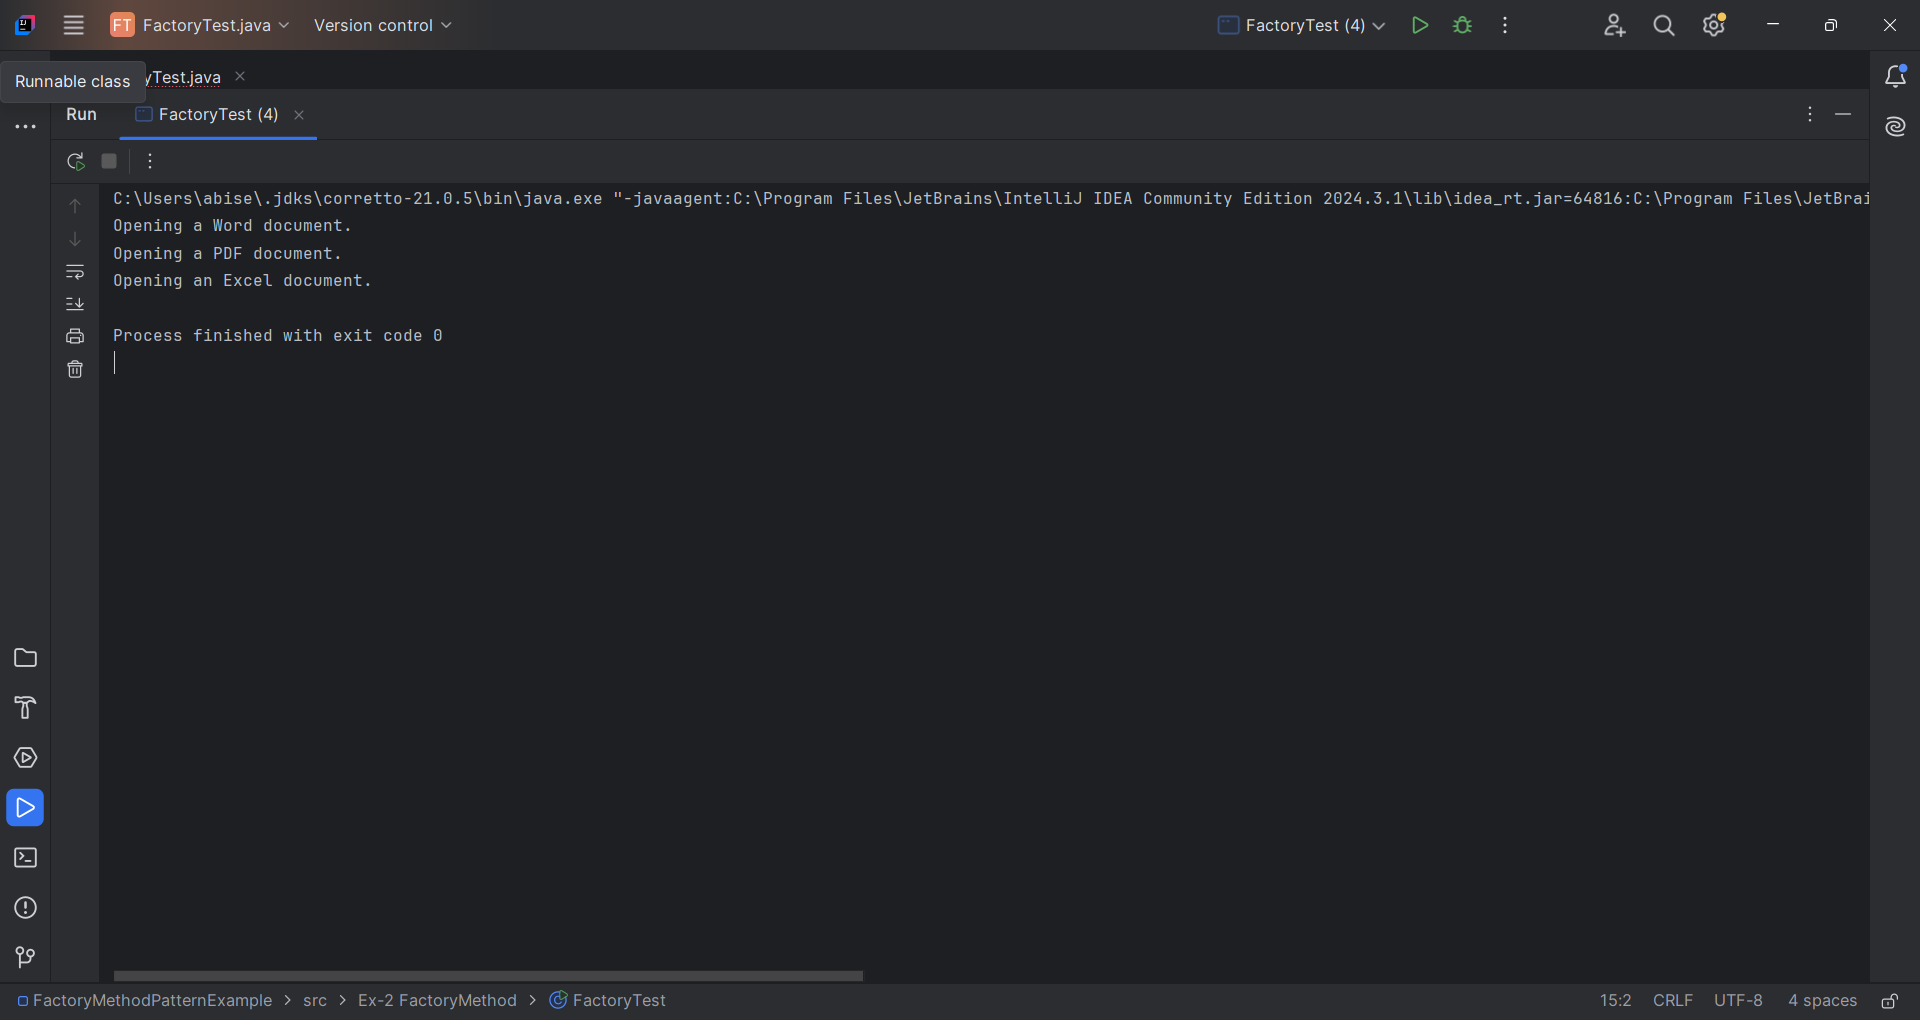 FT FactoryTest.java Version control FactoryTest (4)
Runnable class yTest.java
Run FactoryTest (4)
C:\Users\abise\.jdks\corretto-21.0.5\bin\java.exe "-javaagent:C:\Program Files\JetBrains\IntelliJ IDEA Community Edition 2024.3.1\lib\idea_rt.jar=64816:C:\Program Files\JetBrai
Opening a Word document.
Opening a PDF document.
Opening an Excel document.
Process finished with exit code 0
FactoryMethodPatternExample > src > Ex-2 FactoryMethod > FactoryTest 15:2 CRLF UTF-8 4 spaces